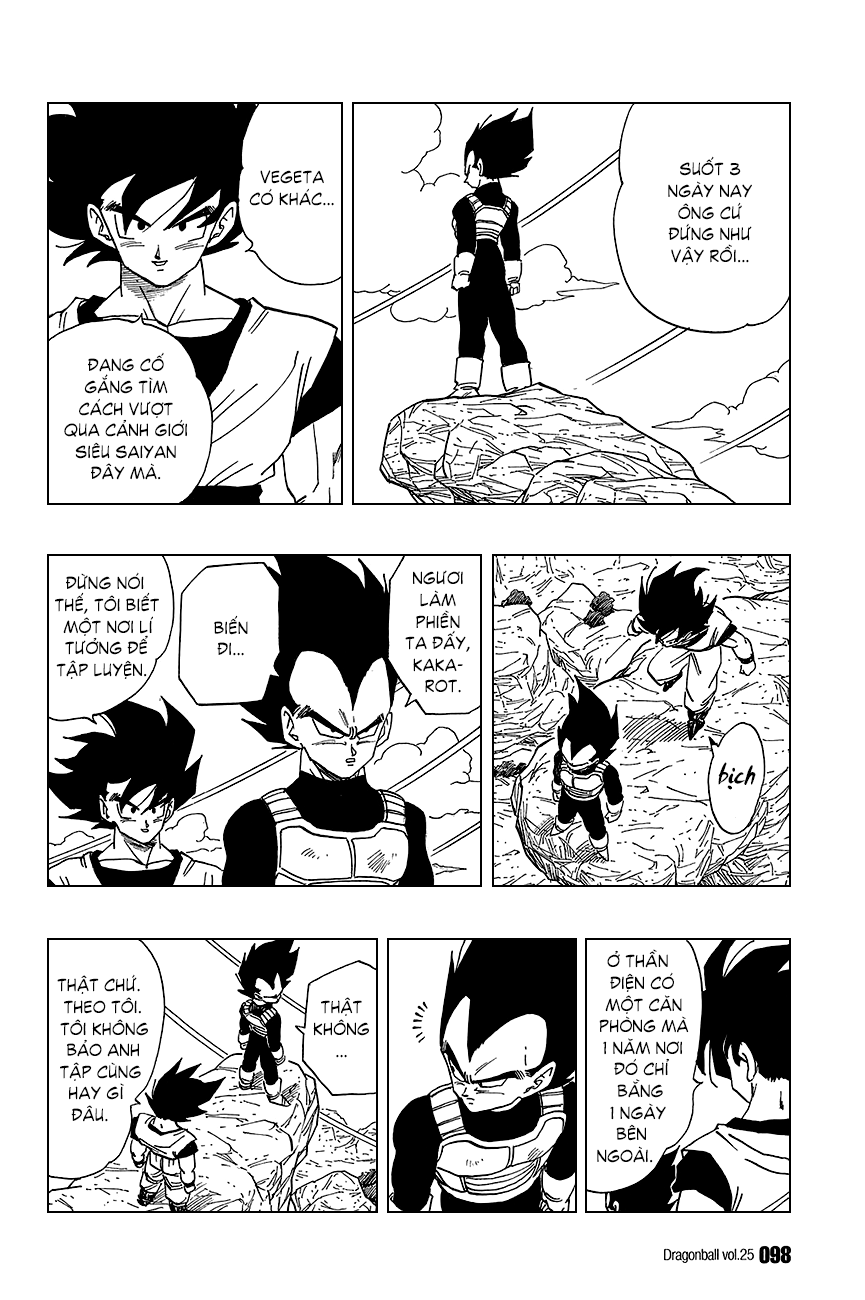 SUỐT 3
NGÀY NAY
ÔNG CỨ
ĐỨNG NHƯ
VẬY RỒI...
VEGETA
CÓ KHÁC...
ĐANG CỐ
GẮNG TÌM
CÁCH VƯỢT
QUA CẢNH GIỚI
SIÊU SAIYAN
ĐÂY MÀ.
bịch
NGƯƠI
LÀM
PHIỀN
TA ĐẤY,
KAKA-
ROT.
BIẾN
ĐI...
ĐỪNG NÓI
THẾ, TÔI BIẾT
MỘT NƠI LÍ
TƯỞNG ĐỂ
TẬP LUYỆN.
Ở THẦN
ĐIỆN CÓ
MỘT CĂN
PHÒNG MÀ
1 NĂM NƠI
ĐÓ CHỈ
BẰNG
1 NGÀY
BÊN
NGOÀI.
THẬT
KHÔNG
...
THẬT CHỨ.
THEO TÔI.
TÔI KHÔNG
BẢO ANH
TẬP CÙNG
HAY GÌ
ĐÂU.
Dragonball vol.25 098